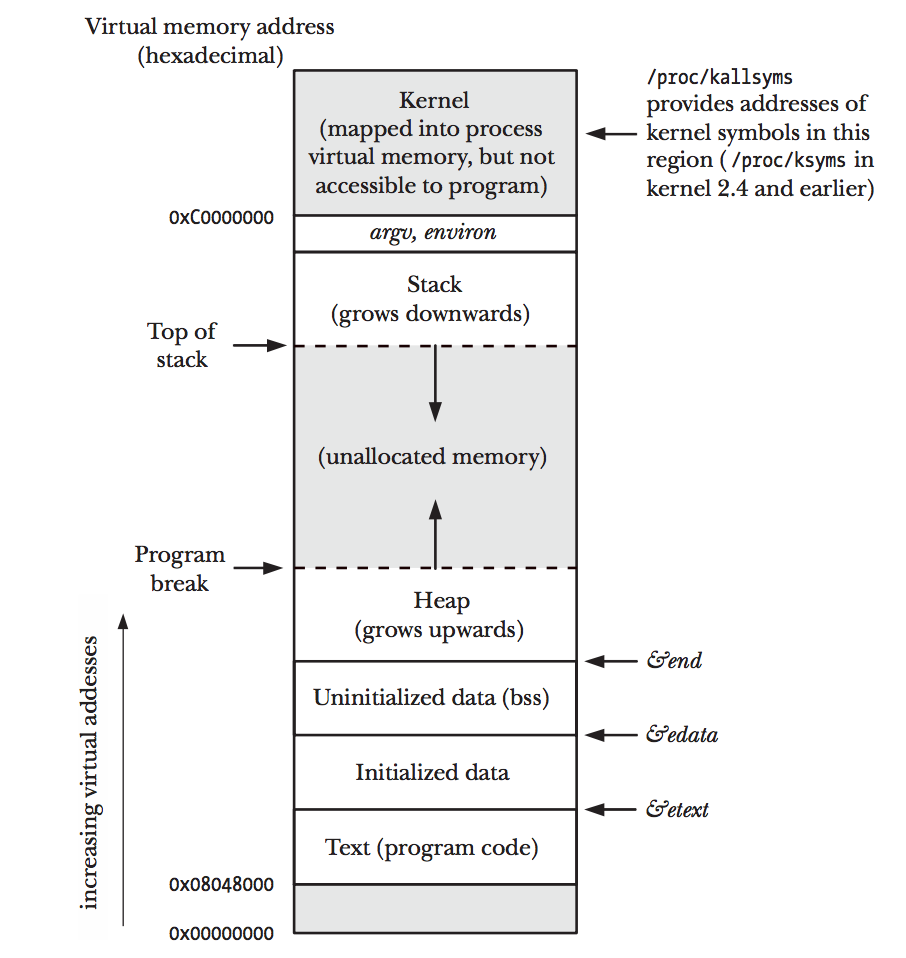 Virtual memory address
(hexadecimal)
Kernel
(mapped into process
virtual memory, but not
accessible to program)
/proc/kallsyms
provides addresses of
kernel symbols in this
region (/proc/ksyms in
kernel 2.4 and earlier)
0xC0000000
argv, environ
Stack
(grows downwards)
Top of
stack
(unallocated memory)
Program
break
Heap
(grows upwards)
&end
Uninitialized data (bss)
&edata
Initialized data
&etext
Text (program code)
0x08048000
0x00000000
increasing virtual addesses